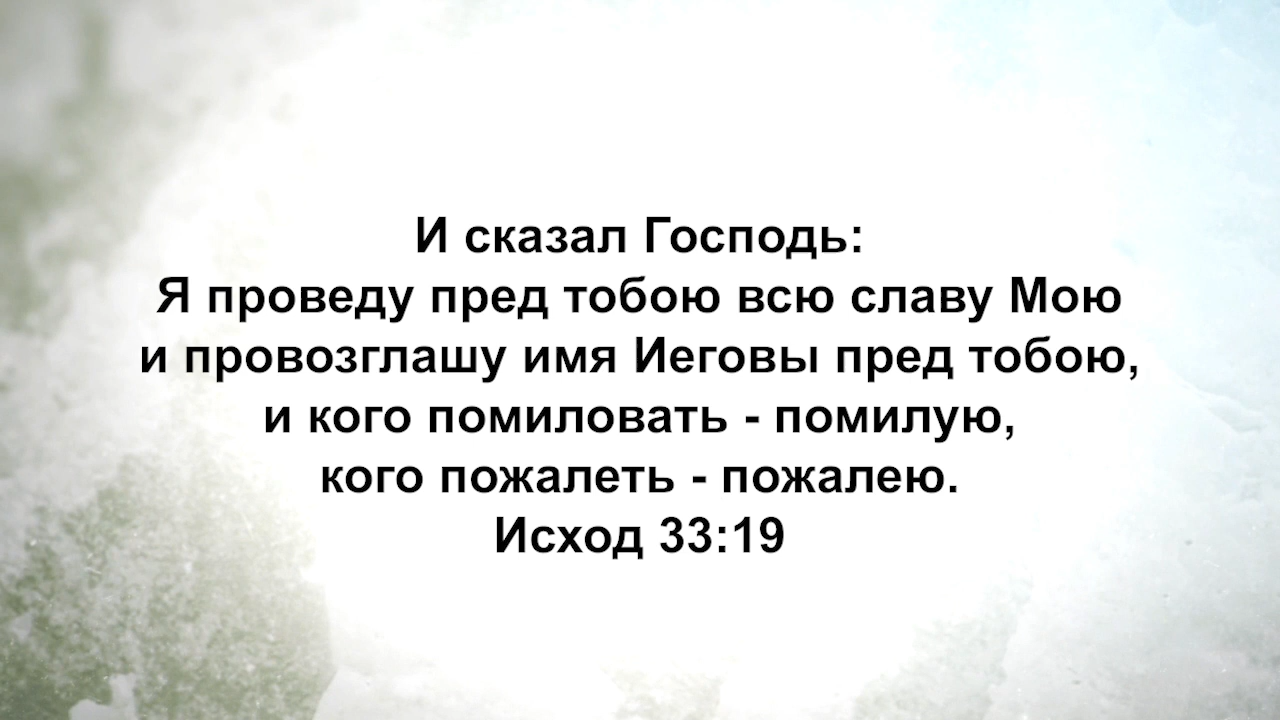 И сказал Господь:
Я проведу пред тобою всю славу Мою
и провозглашу имя Иеговы пред тобою,
и кого помиловать - помилую,
кого пожалеть - пожалею.
Исход 33:19